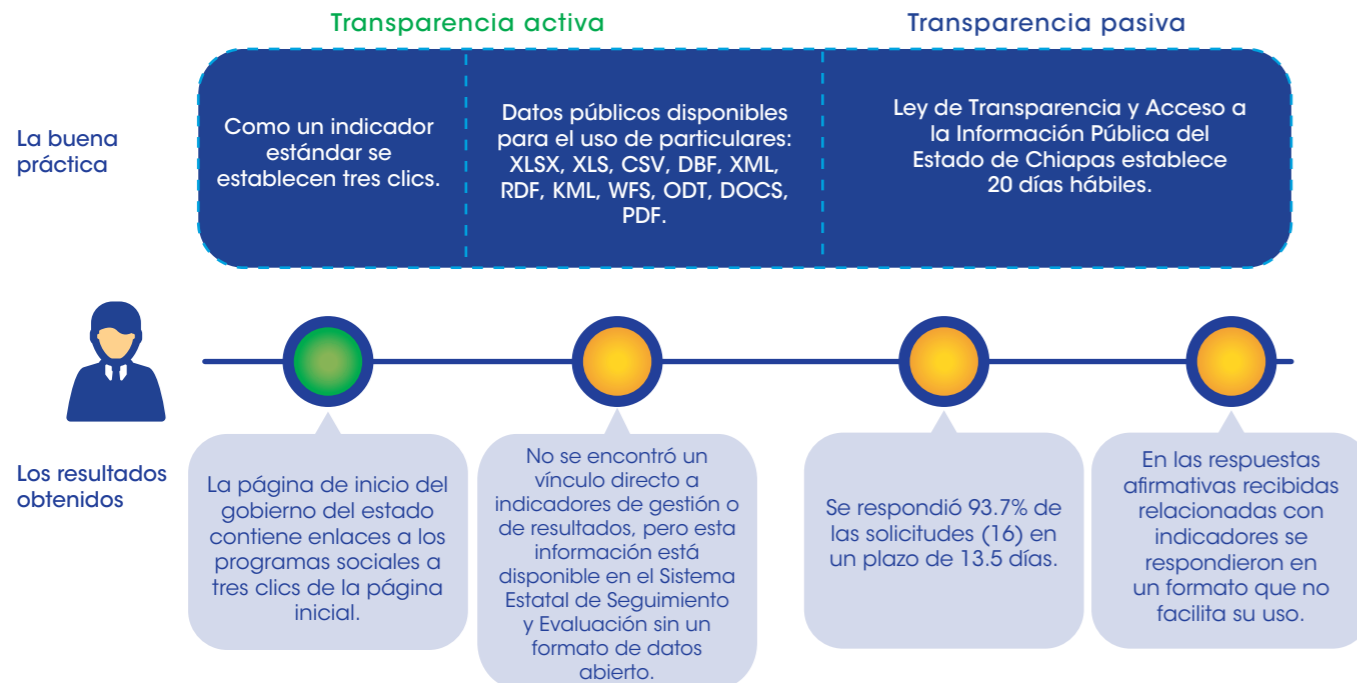 Transparencia activa
Transparencia pasiva
La buena
práctica
Como un indicador
estándar se
establecen tres clics.
Datos públicos disponibles
para el uso de particulares:
XLSX, XLS, CSV, DBF, XML,
RDF, KML, WFS, ODT, DOCS,
PDF.
Ley de Transparencia y Acceso a
la Información Pública del
Estado de Chiapas establece
20 días hábiles.
Los resultados
obtenidos
La página de inicio del
gobierno del estado
contiene enlaces a los
programas sociales a
tres clics de la página
inicial.
No se encontró un
vínculo directo a
indicadores de gestión o
de resultados, pero esta
información está
disponible en el Sistema
Estatal de Seguimiento
y Evaluación sin un
formato de datos
abierto.
Se respondió 93.7% de
las solicitudes (16) en
un plazo de 13.5 días.
En las respuestas
afirmativas recibidas
relacionadas con
indicadores se
respondieron en
un formato que no
facilita su uso.